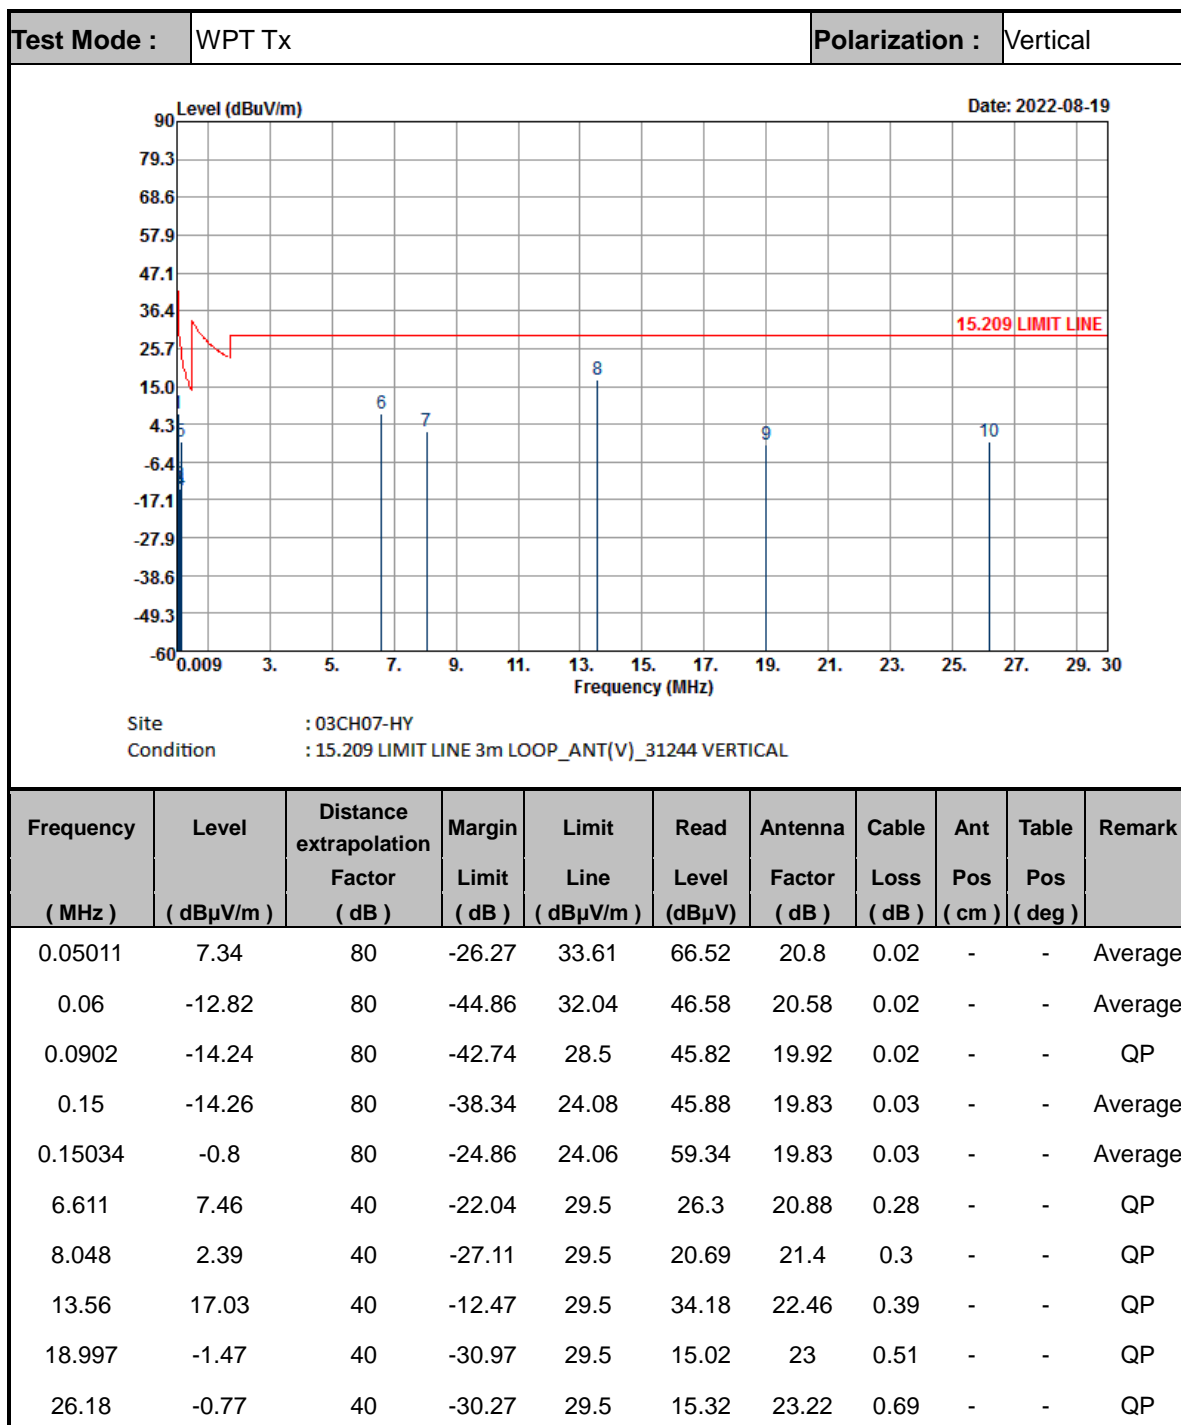 Test Mode : WPT Tx Polarization : Vertical
Level (dBuV/m) Date: 2022-08-19
90
79.3
68.6
57.9
47.1
36.4
15.209 LIMIT LINE
25.7
8
15.0
6
7
4.3
5
9
10
-6.4
-17.1
-27.9
-38.6
-49.3
-60
0.009 3. 5. 7. 9. 11. 13. 15. 17. 19. 21. 23. 25. 27. 29. 30
Frequency (MHz)
Site : 03CH07-HY
Condition : 15.209 LIMIT LINE 3m LOOP_ANT(V)_31244 VERTICAL
Frequency Level Distance extrapolation Margin Limit Read Antenna Cable Ant Table Remark
Factor Limit Line Level Factor Loss Pos Pos
( MHz ) ( dBµV/m ) ( dB ) ( dB ) ( dBµV/m ) (dBµV) ( dB ) ( dB ) ( cm ) ( deg )
0.05011 7.34 80 -26.27 33.61 66.52 20.8 0.02 - - Average
0.06 -12.82 80 -44.86 32.04 46.58 20.58 0.02 - - Average
0.0902 -14.24 80 -42.74 28.5 45.82 19.92 0.02 - - QP
0.15 -14.26 80 -38.34 24.08 45.88 19.83 0.03 - - Average
0.15034 -0.8 80 -24.86 24.06 59.34 19.83 0.03 - - Average
6.611 7.46 40 -22.04 29.5 26.3 20.88 0.28 - - QP
8.048 2.39 40 -27.11 29.5 20.69 21.4 0.3 - - QP
13.56 17.03 40 -12.47 29.5 34.18 22.46 0.39 - - QP
18.997 -1.47 40 -30.97 29.5 15.02 23 0.51 - - QP
26.18 -0.77 40 -30.27 29.5 15.32 23.22 0.69 - - QP